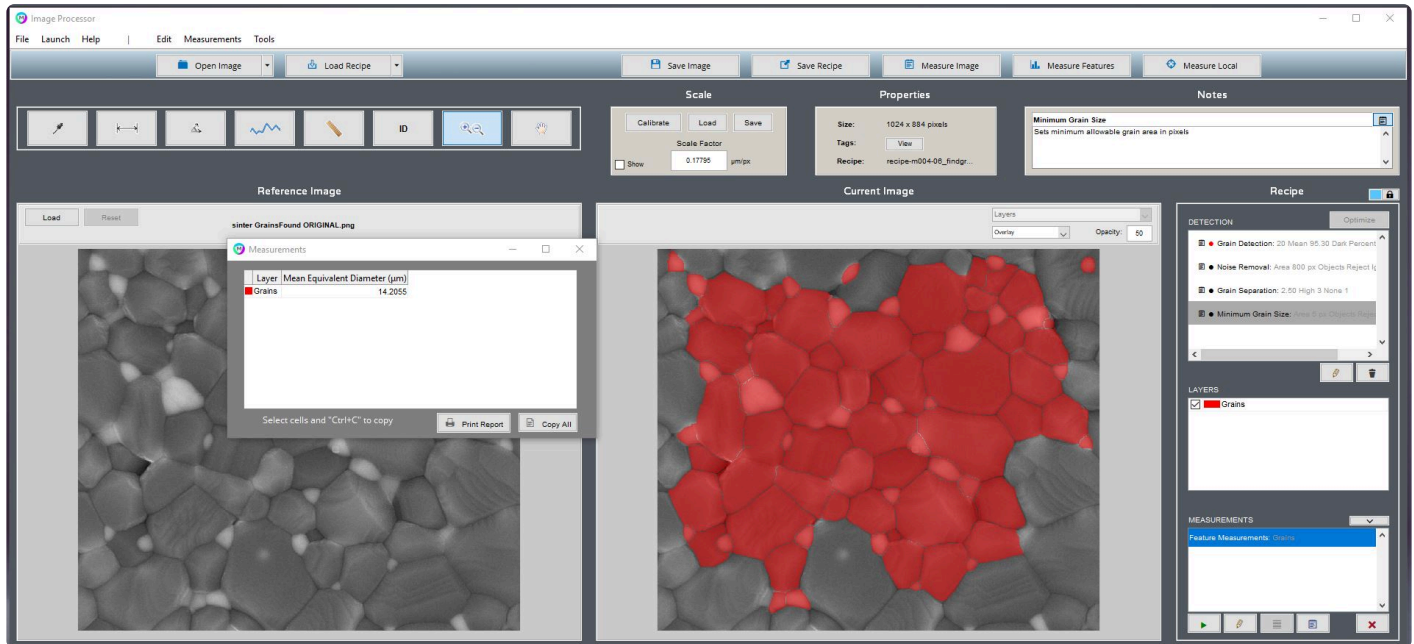 Image Processor
File Launch Help | Edit Measurements Tools
Open Image Load Recipe Save Image Save Recipe Measure Image Measure Features Measure Local
Scale Properties Notes
ID
Calibrate Load Save
Scale Factor
Show 0.17795 µm/px
Size: 1024 x 884 pixels
Tags: View
Recipe: recipe-m004-06_findgr...
Minimum Grain Size
Sets minimum allowable grain area in pixels
Reference Image Current Image Recipe
Load Reset
sinter GrainsFound ORIGINAL.png
Layers
Overlay Opacity: 50
Measurements
Layer Mean Equivalent Diameter (µm)
Grains 14.2055
Select cells and "Ctrl+C" to copy
Print Report Copy All
DETECTION Optimize
Grain Detection: 20 Mean 95.30 Dark Percent
Noise Removal: Area 800 px Objects Reject Ig
Grain Separation: 2.50 High 3 None 1
Minimum Grain Size:
LAYERS
Grains
MEASUREMENTS
Feature Measurements: Grains